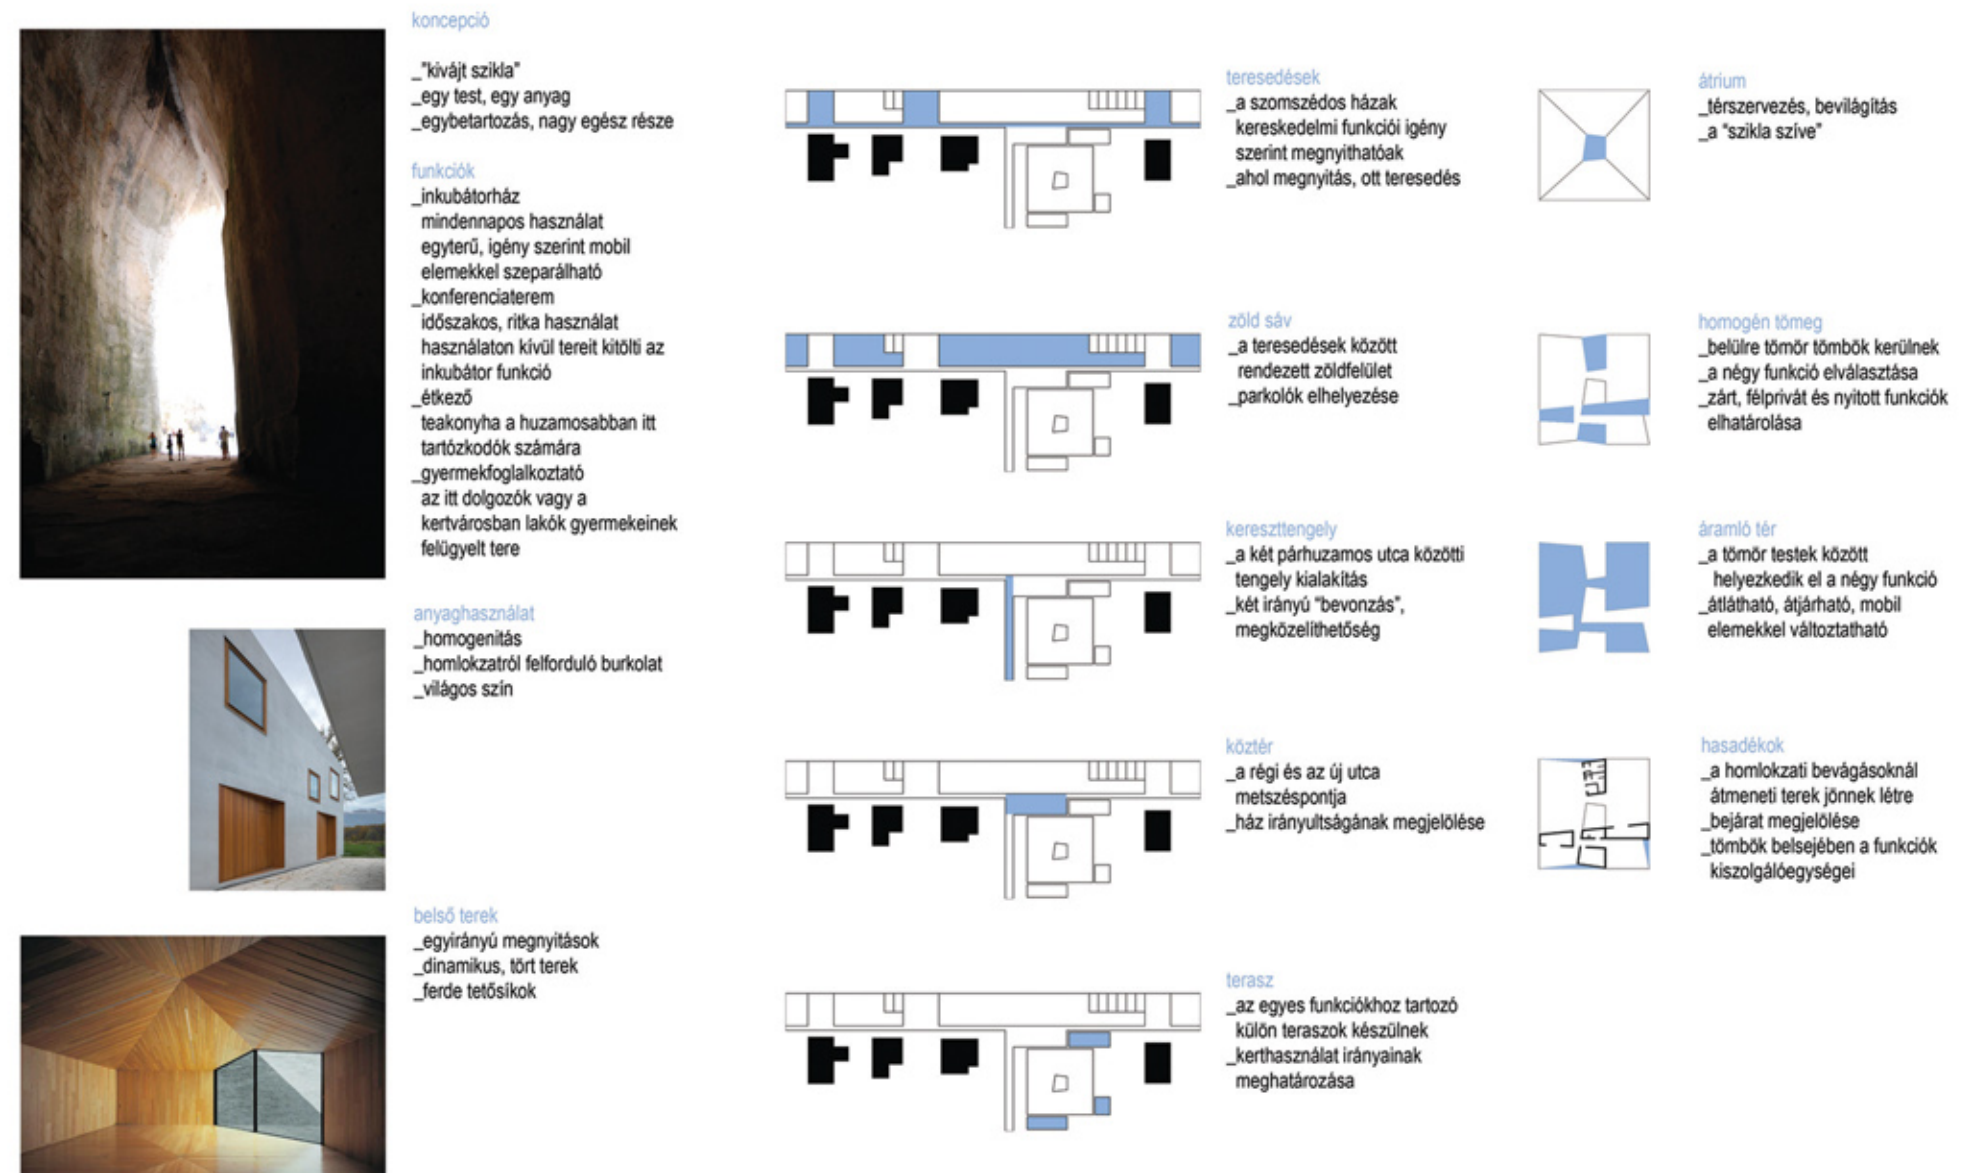 koncepció
_"kivájt szikla"
_egy test, egy anyag
_egybetartozás, nagy egész része
funkciók
_inkubátorház
mindennapos használat
egyterű, igény szerint mobil
elemekkel szeparálható
_konferenciaterem
időszakos, ritka használat
használaton kívül tereit kitölti az
inkubátor funkció
_étkező
teakonyha a huzamosabban itt
tartózkodók számára
_gyermekfoglalkoztató
az itt dolgozók vagy a
kertvárosban lakók gyermekeinek
felügyelt tere
anyaghasználat
_homogenitás
_homlokzatról felforduló burkolat
_világos szín
belső terek
_egyirányú megnyitások
_dinamikus, tört terek
_ferde tetősíkok
teresedések
_a szomszédos házak
kereskedelmi funkciói igény
szerint megnyithatóak
_ahol megnyitás, ott teresedés
zöld sáv
_a teresedések között
rendezett zöldfelület
_parkolók elhelyezése
kereszttengely
_a két párhuzamos utca közötti
tengely kialakítás
_két irányú "bevonzás",
megközelíthetőség
köztér
_a régi és az új utca
metszéspontja
_ház irányultságának megjelölése
terasz
_az egyes funkciókhoz tartozó
külön teraszok készülnek
_kerthasználat irányainak
meghatározása
átrium
_térszervezés, bevilágítás
_a "szikla szíve"
homogén tömeg
_belülre tömör tömbök kerülnek
_a négy funkció elválasztása
_zárt, félprivát és nyitott funkciók
elhatárolása
áramló tér
_a tömör testek között
helyezkedik el a négy funkció
_átlátható, átjárható, mobil
elemekkel változtatható
hasadékok
_a homlokzati bevágásoknál
átmeneti terek jönnek létre
_bejárat megjelölése
_tömbök belsejében a funkciók
kiszolgálóegységei